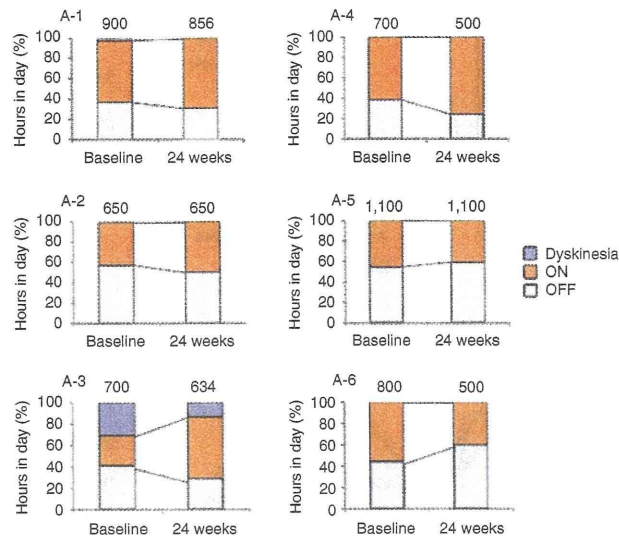 A-1
900 856
Hours in day (%)
100
80
60
40
20
0
Baseline 24 weeks
A-4
700 500
Hours in day (%)
100
80
60
40
20
0
Baseline 24 weeks
A-2
650 650
Hours in day (%)
100
80
60
40
20
0
Baseline 24 weeks
A-5
1,100 1,100
Hours in day (%)
100
80
60
40
20
0
Baseline 24 weeks
Dyskinesia
ON
OFF
A-3
700 634
Hours in day (%)
100
80
60
40
20
0
Baseline 24 weeks
A-6
800 500
Hours in day (%)
100
80
60
40
20
0
Baseline 24 weeks